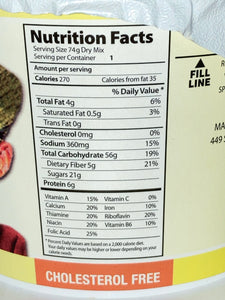 Nutrition Facts
Serving Size 74g Dry Mix
Serving per Container 1
Amount per serving
Calories 270 Calories from fat 35
% Daily Value*
Total Fat 4g 6%
Saturated Fat 0.5g 3%
Trans Fat 0g
Cholesterol 0mg 0%
Sodium 360mg 15%
Total Carbohydrate 56g 19%
Dietary Fiber 5g 21%
Sugars 21g
Protein 6g
Vitamin A 15% Vitamin C 0%
Calcium 20% Iron 10%
Thiamine 20% Riboflavin 20%
Niacin 20% Vitamin B6 10%
Folic Acid 25%
* Percent Daily Values are based on a 2,000 calorie diet.
Your daily values may be higher or lower depending on your
calorie needs.
CHOLESTEROL FREE
FILL
LINE
R
SP
MA
449 S